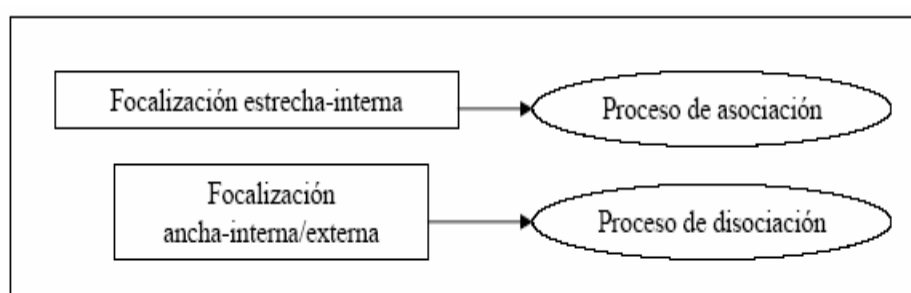 Focalización estrecha-interna
Proceso de asociación
Focalización
ancha-interna/externa
Proceso de disociación